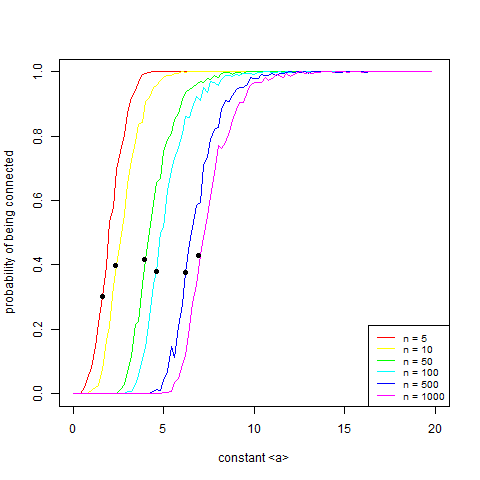 probability of being connected
1.0
0.8
0.6
0.4
0.2
0.0
0
5
10
15
20
constant <a>
n = 5
n = 10
n = 50
n = 100
n = 500
n = 1000